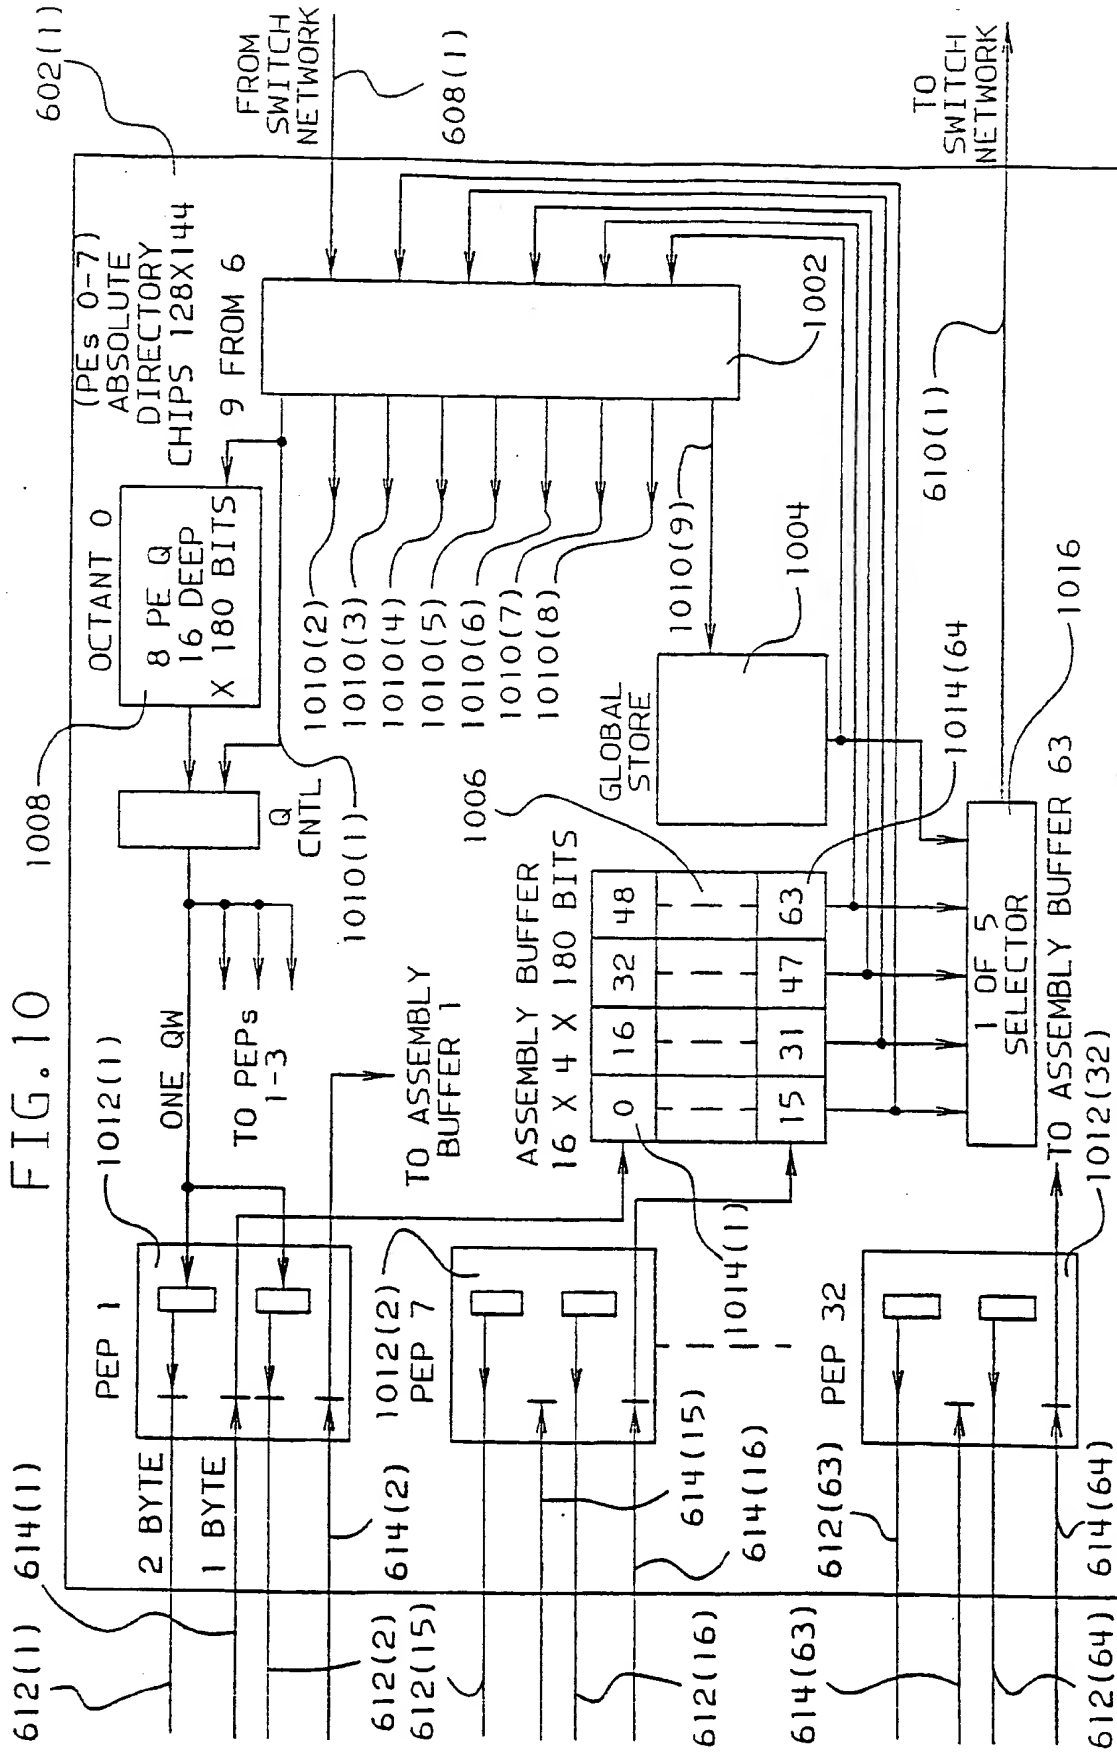 FIG.10
602(1)
(PEs 0-7)
ABSOLUTE
DIRECTORY
CHIPS 128X144
FROM
SWITCH
NETWORK
608(1)
TO
SWITCH
NETWORK
OCTANT 0
8 PE Q
16 DEEP
X 180 BITS
1008
9 FROM 6
1002
Q
CNTL
1010(1)
1010(2)
1010(3)
1010(4)
1010(5)
1010(6)
1010(7)
1010(8)
1010(9)
610(1)
GLOBAL
STORE
1004
ONE QW
TO PEPs
1-3
TO ASSEMBLY
BUFFER 1
ASSEMBLY BUFFER
16 X 4 X 180 BITS
1006
0
16
32
48
15
31
47
63
1014(1)
1014(64
1 OF 5
SELECTOR
1016
TO ASSEMBLY BUFFER 63
1012(1)
PEP 1
1012(2)
PEP 7
PEP 32
1012(32)
2 BYTE
1 BYTE
612(1)
614(1)
612(2)
614(2)
612(15)
614(15)
612(16)
614(16)
612(63)
614(63)
612(64)
614(64)